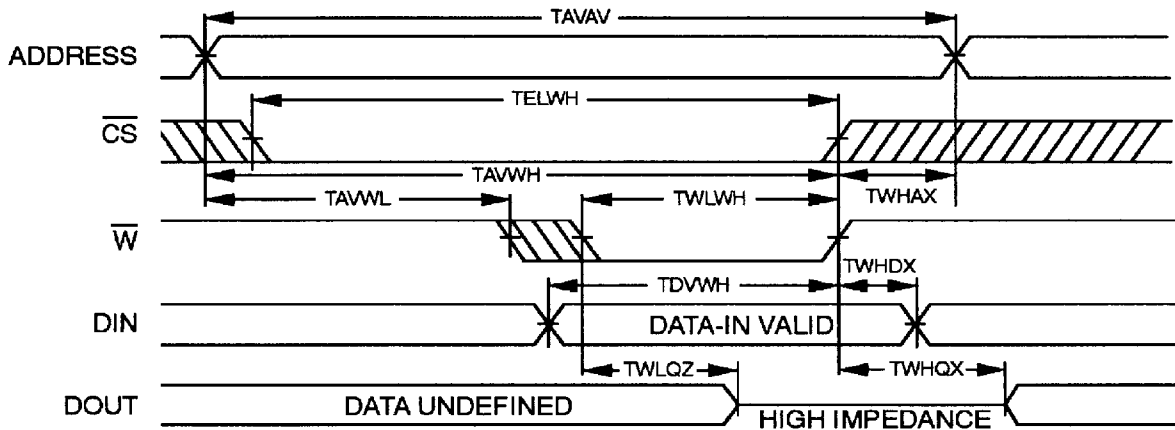 TAVAV
ADDRESS
TELWH
CS
TAVWH
TAVWL
TWLWH
TWHAX
W
TDVWH
TWHDX
DIN
DATA-IN VALID
TWLQZ
TWHQX
DOUT
DATA UNDEFINED
HIGH IMPEDANCE